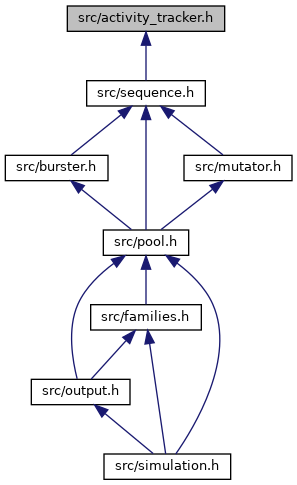 src/activity_tracker.h
src/sequence.h
src/burster.h
src/mutator.h
src/pool.h
src/families.h
src/output.h
src/simulation.h